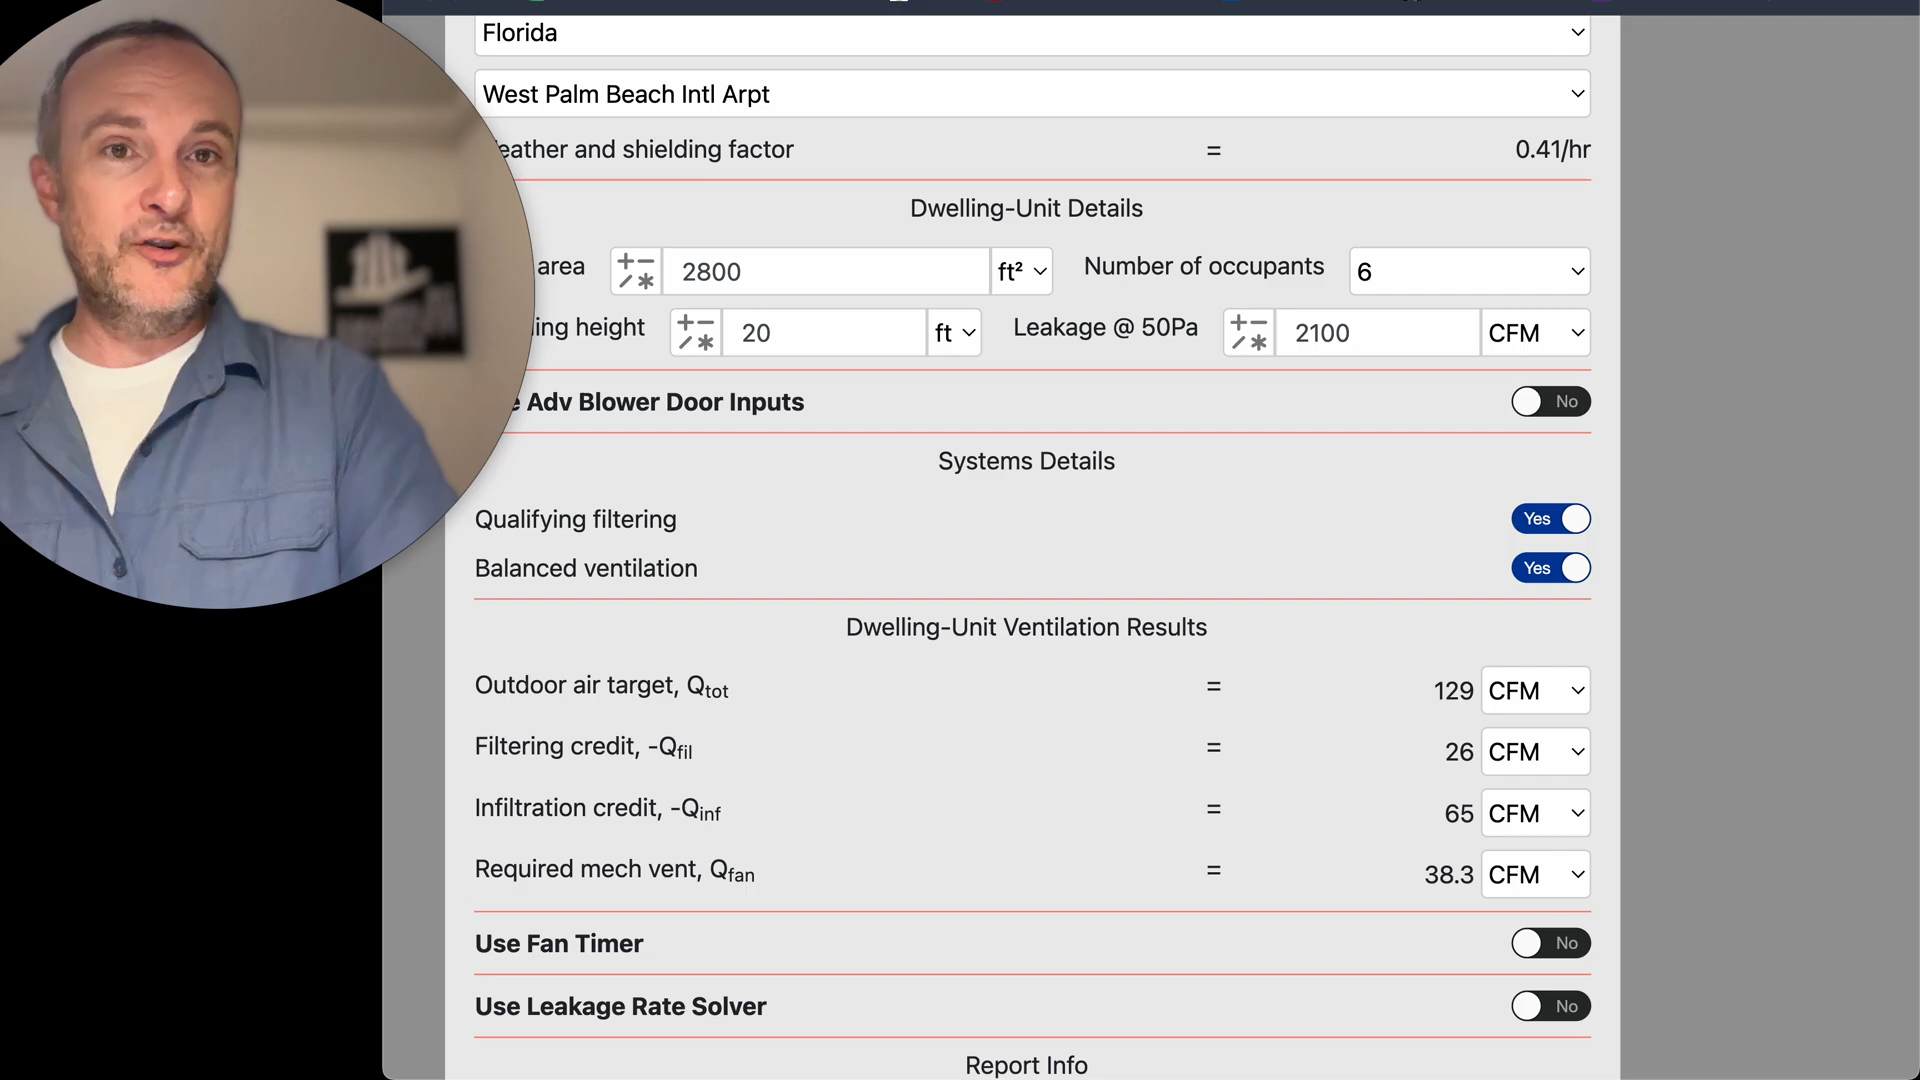 Florida
West Palm Beach Intl Arpt
eather and shielding factor = 0.41/hr
Dwelling-Unit Details
area 2800 ft² Number of occupants 6
ing height 20 ft Leakage @ 50Pa 2100 CFM
e Adv Blower Door Inputs No
Systems Details
Qualifying filtering Yes
Balanced ventilation Yes
Dwelling-Unit Ventilation Results
Outdoor air target, Qtot = 129 CFM
Filtering credit, -Qfil = 26 CFM
Infiltration credit, -Qinf = 65 CFM
Required mech vent, Qfan = 38.3 CFM
Use Fan Timer No
Use Leakage Rate Solver No
Report Info